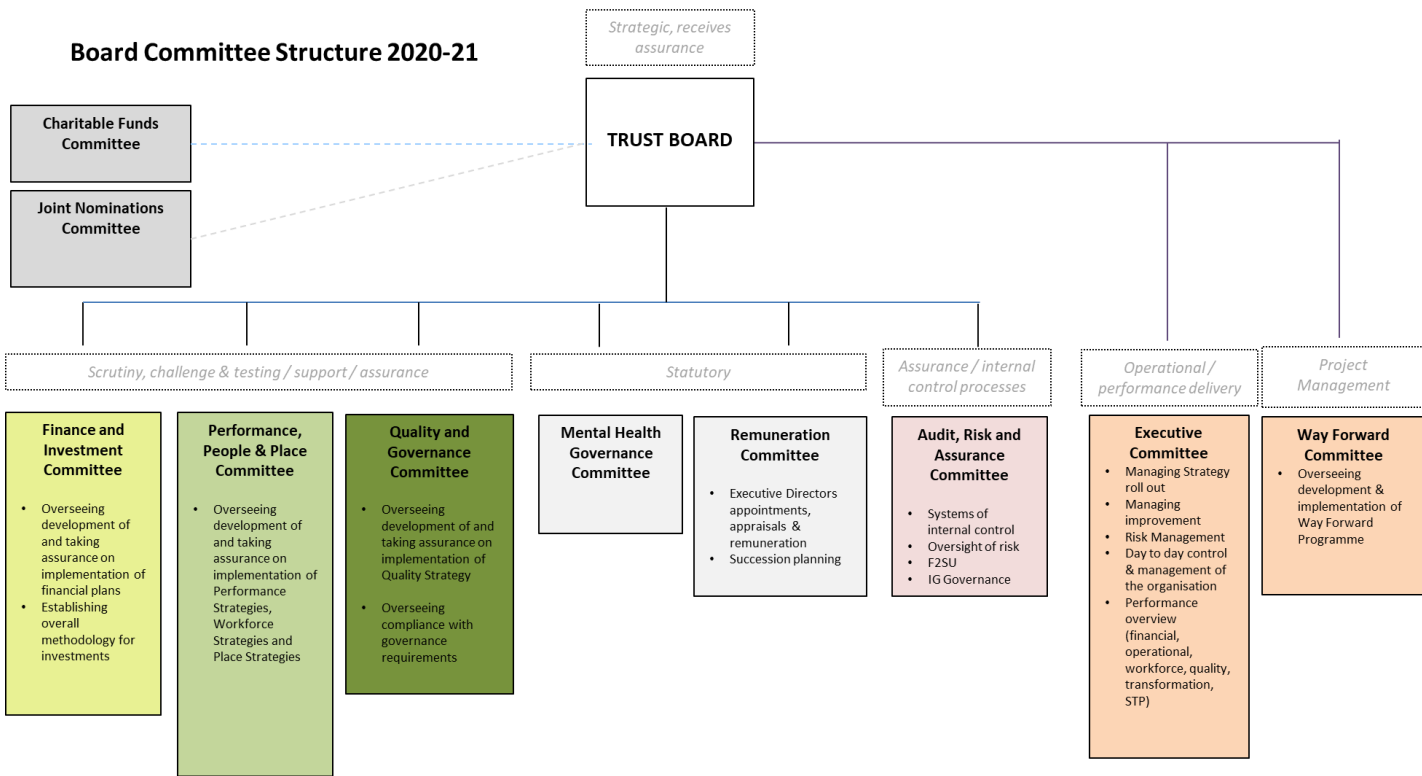 Strategic, receives
assurance
Board Committee Structure 2020-21
TRUST BOARD
Charitable Funds
Committee
Joint Nominations
Committee
Scrutiny, challenge & testing / support / assurance
Statutory
Assurance / internal
control processes
Operational /
performance delivery
Project
Management
Finance and
Investment
Committee
• Overseeing
development of
and taking
assurance on
implementation of
financial plans
• Establishing
overall
methodology for
investments
Performance,
People & Place
Committee
• Overseeing
development of
and taking
assurance on
implementation of
Performance
Strategies,
Workforce
Strategies and
Place Strategies
Quality and
Governance
Committee
• Overseeing
development of and
taking assurance on
implementation of
Quality Strategy
• Overseeing
compliance with
governance
requirements
Mental Health
Governance
Committee
Remuneration
Committee
• Executive Directors
appointments,
appraisals &
remuneration
• Succession planning
Audit, Risk and
Assurance
Committee
• Systems of
internal control
• Oversight of risk
• F2SU
• IG Governance
Executive
Committee
• Managing Strategy
roll out
• Managing
improvement
• Risk Management
• Day to day control
& management of
the organisation
• Performance
overview
(financial,
operational,
workforce, quality,
transformation,
STP)
Way Forward
Committee
• Overseeing
development &
implementation of
Way Forward
Programme